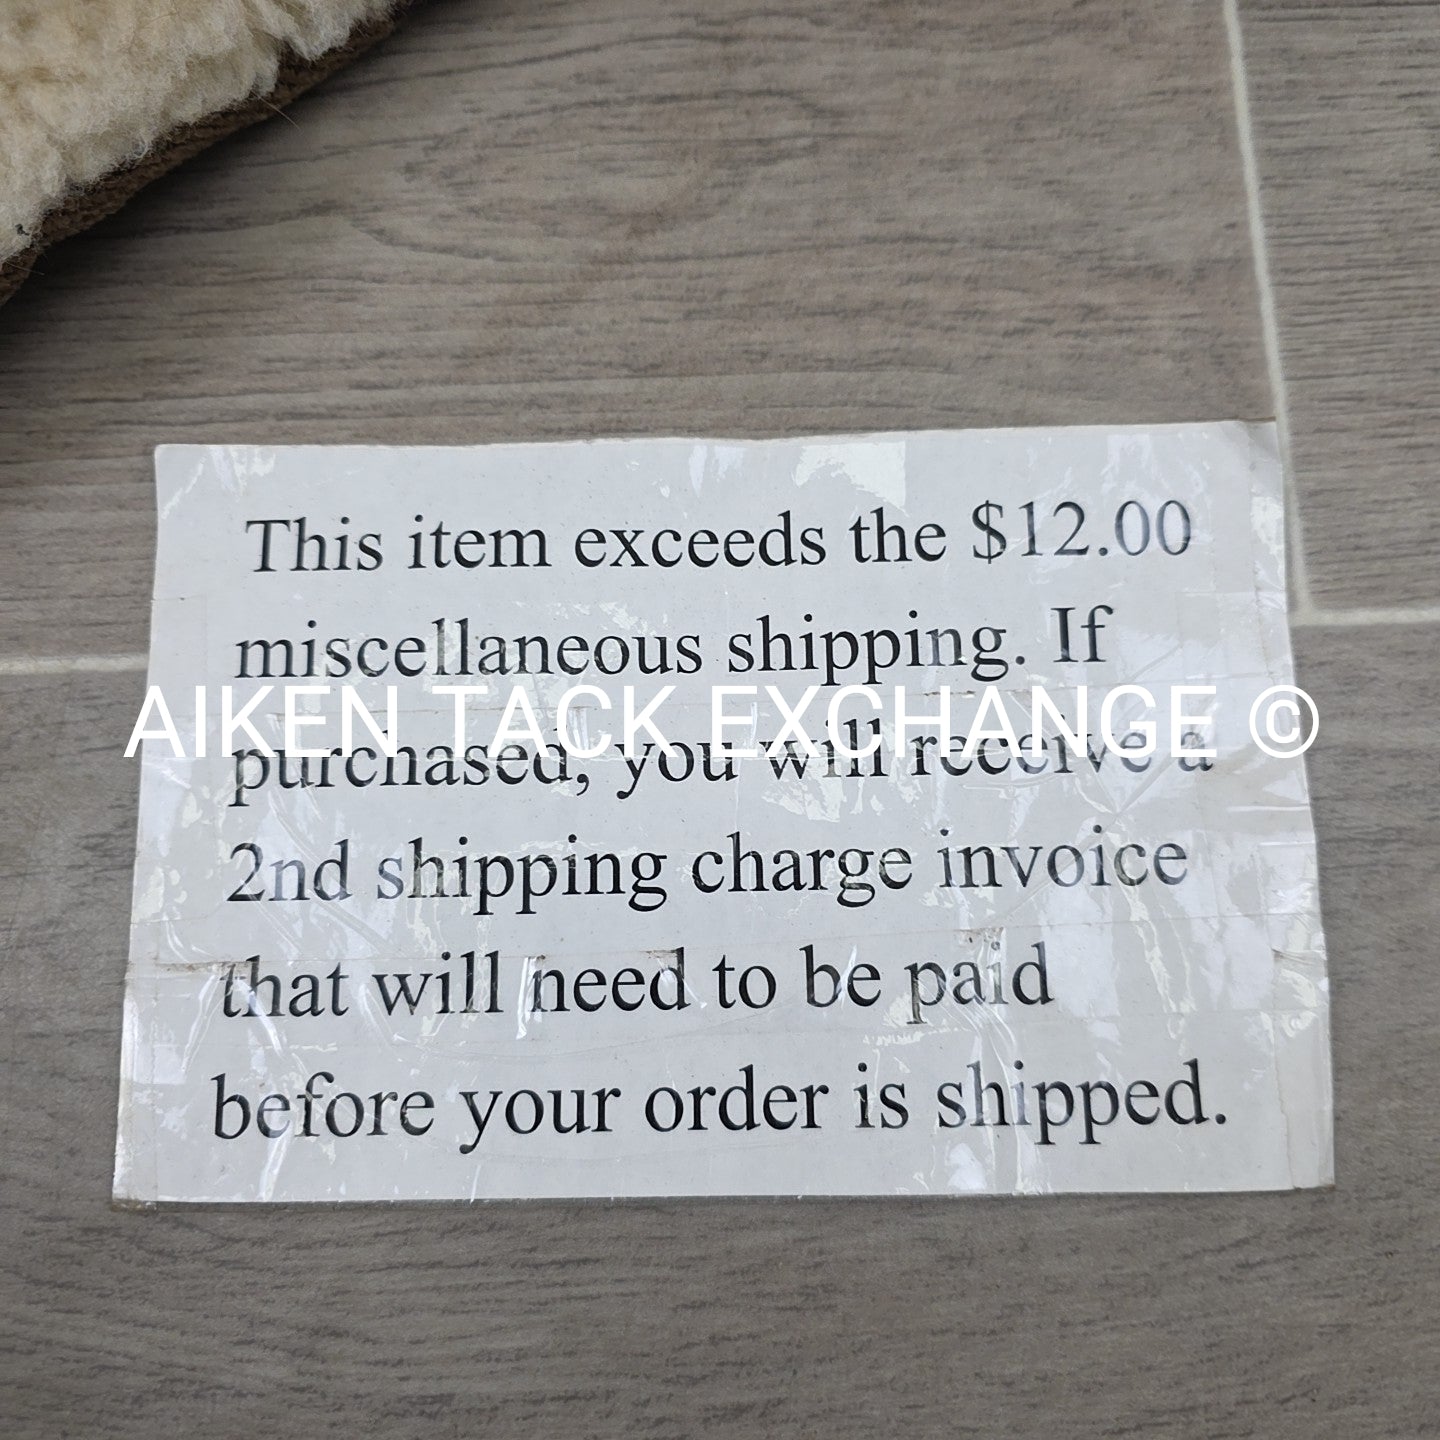 This item exceeds the $12.00
miscellaneous shipping. If
AIKEN TACK EXCHANGE ©
purchased, you will receive a
2nd shipping charge invoice
that will need to be paid
before your order is shipped.